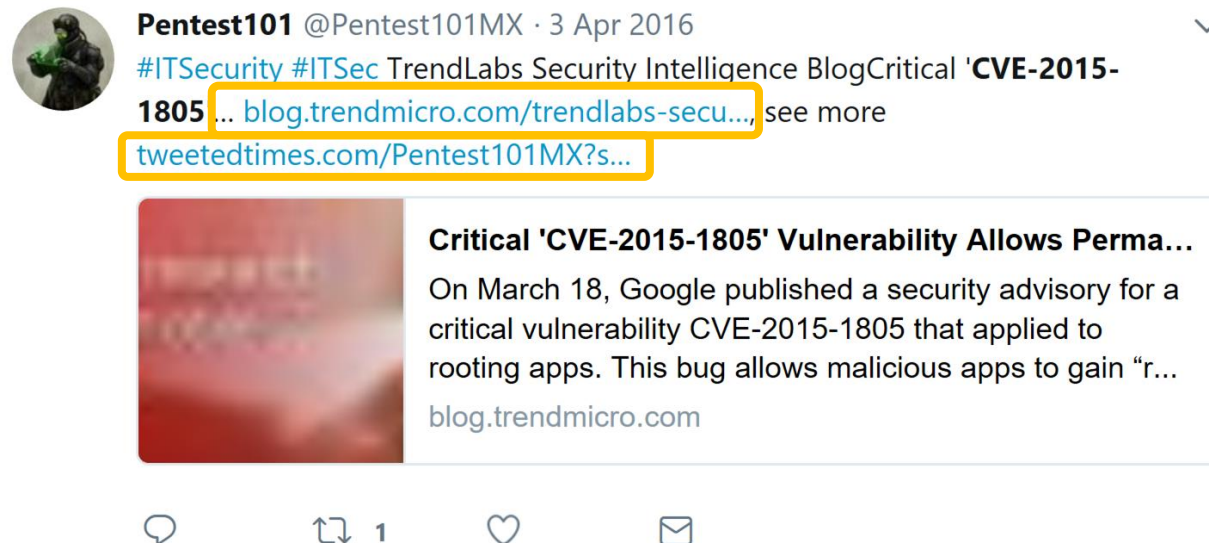 Pentest101 @Pentest101MX · 3 Apr 2016
#ITSecurity #ITSec TrendLabs Security Intelligence BlogCritical 'CVE-2015-
1805 ... blog.trendmicro.com/trendlabs-secu..., see more
tweetedtimes.com/Pentest101MX?s...
Critical 'CVE-2015-1805' Vulnerability Allows Perma...
On March 18, Google published a security advisory for a
critical vulnerability CVE-2015-1805 that applied to
rooting apps. This bug allows malicious apps to gain “r...
blog.trendmicro.com
1